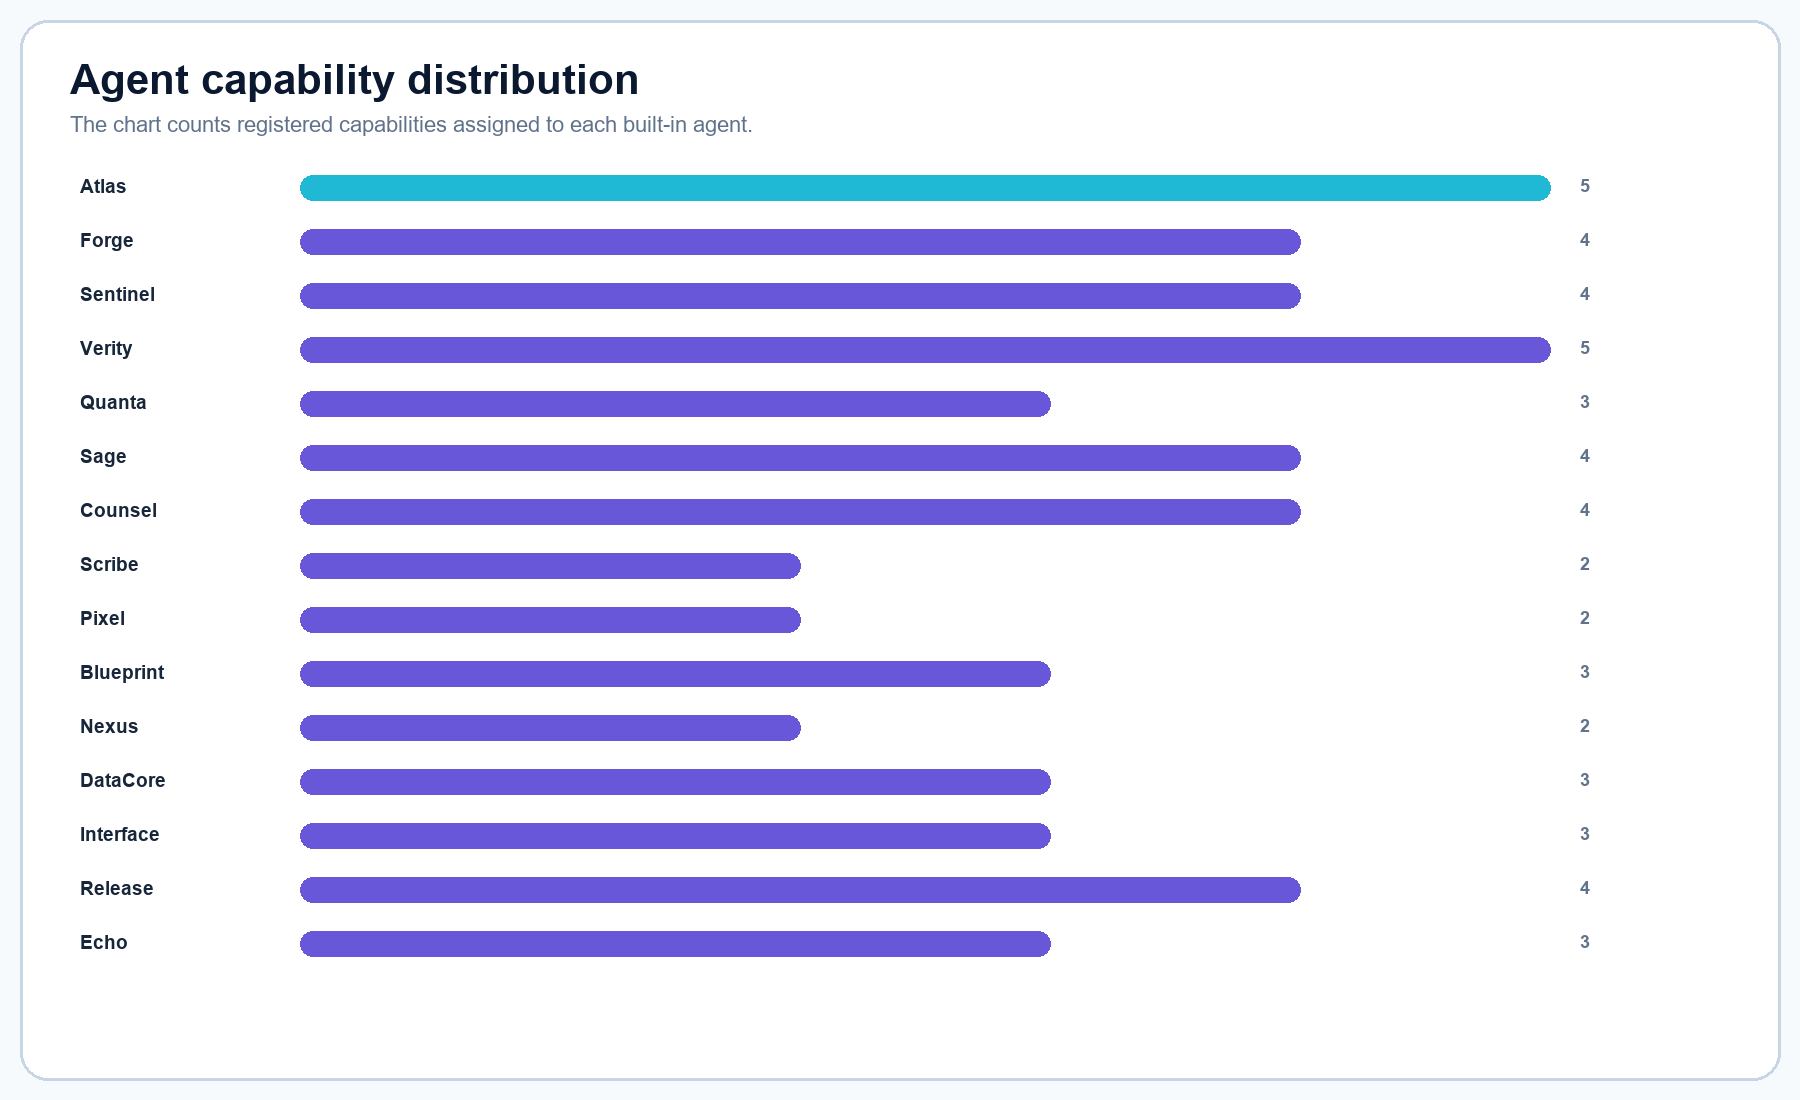 Agent capability distribution
The chart counts registered capabilities assigned to each built-in agent.
Atlas 5
Forge 4
Sentinel 4
Verity 5
Quanta 3
Sage 4
Counsel 4
Scribe 2
Pixel 2
Blueprint 3
Nexus 2
DataCore 3
Interface 3
Release 4
Echo 3